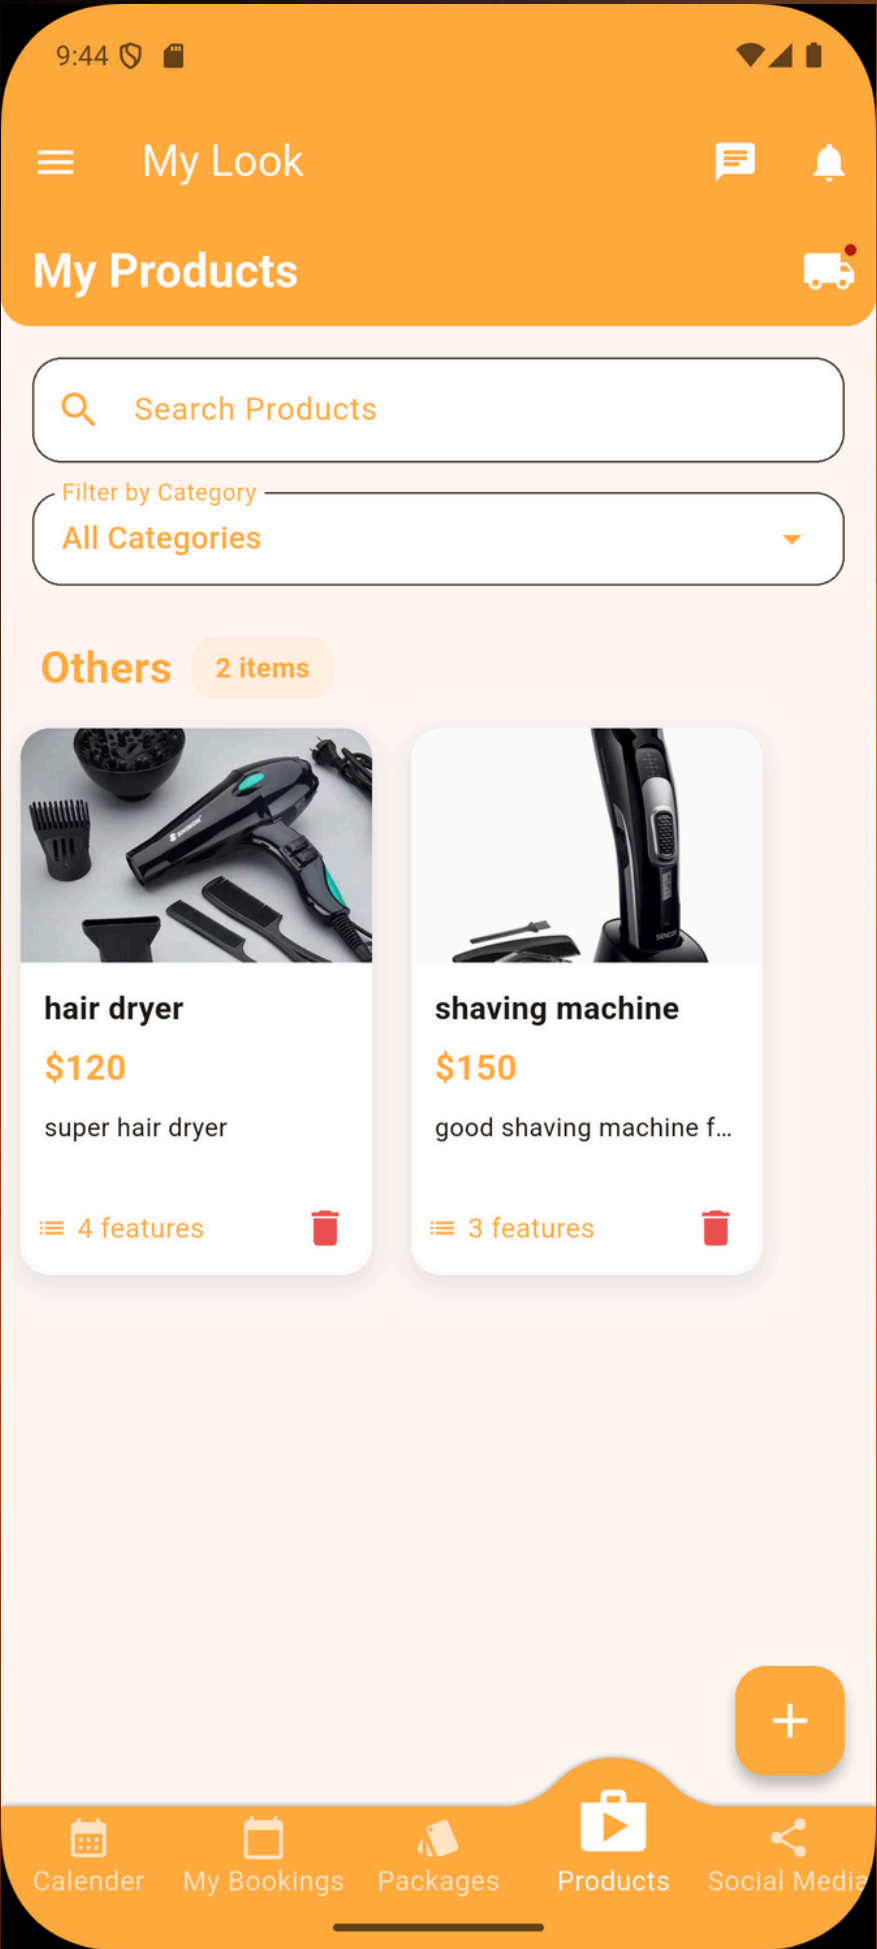 9:44
My Look
My Products
Search Products
Filter by Category
All Categories
Others 2 items
SHINON
SENCOR
hair dryer
$120
super hair dryer
4 features
shaving machine
$150
good shaving machine f...
3 features
Calender My Bookings Packages Products Social Media